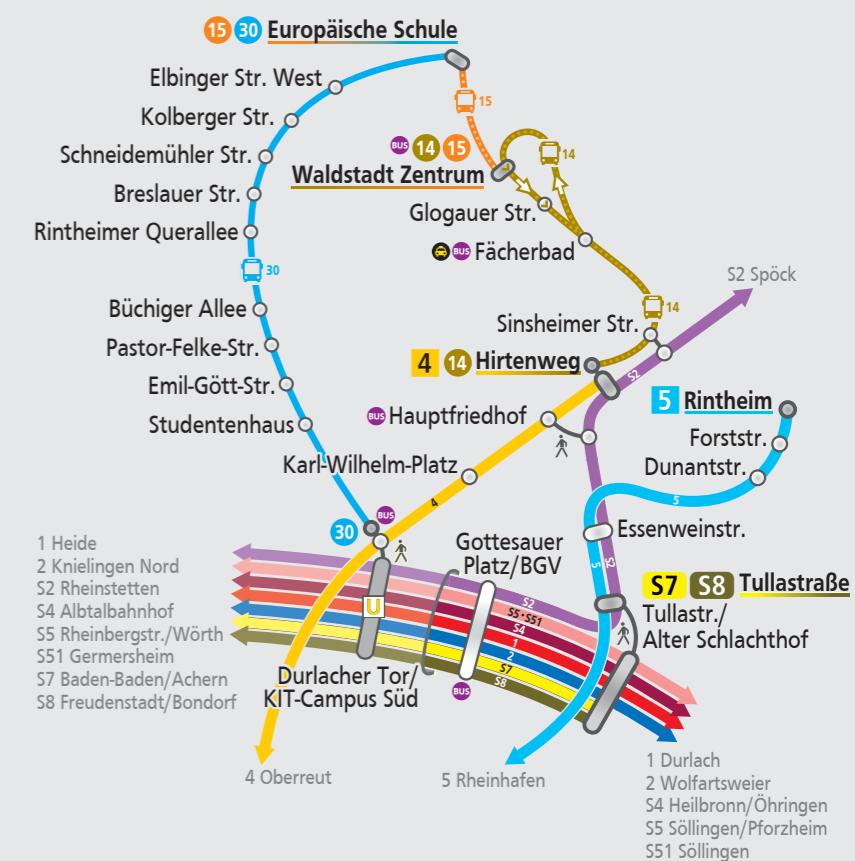 15 30 Europäische Schule
Elbinger Str. West
15
Kolberger Str.
BUS 14 15
14
Schneidemühler Str.
Waldstadt Zentrum
Breslauer Str.
Glogauer Str.
Rintheimer Querallee
BUS Fächerbad
30
S2 Spöck
Büchiger Allee
14
Sinsheimer Str.
Pastor-Felke-Str.
4 14 Hirtenweg
S2
Emil-Gött-Str.
5 Rintheim
BUS Hauptfriedhof
Studentenhaus
Forststr.
Karl-Wilhelm-Platz
Dunantstr.
4
5
BUS
30
Essenweinstr.
1 Heide
2 Knielingen Nord
S2 Rheinstetten
S4 Albtalbahnhof
S5 Rheinbergstr./Wörth
S51 Germersheim
S7 Baden-Baden/Achern
S8 Freudenstadt/Bondorf
Gottesauer
Platz/BGV
5
S2
S7 S8 Tullastraße
Tullastr./
Alter Schlachthof
U
S2
S5·S51
S4
1
2
S7
S8
Durlacher Tor/
KIT-Campus Süd
BUS
4 Oberreut
5 Rheinhafen
1 Durlach
2 Wolfartsweier
S4 Heilbronn/Öhringen
S5 Söllingen/Pforzheim
S51 Söllingen